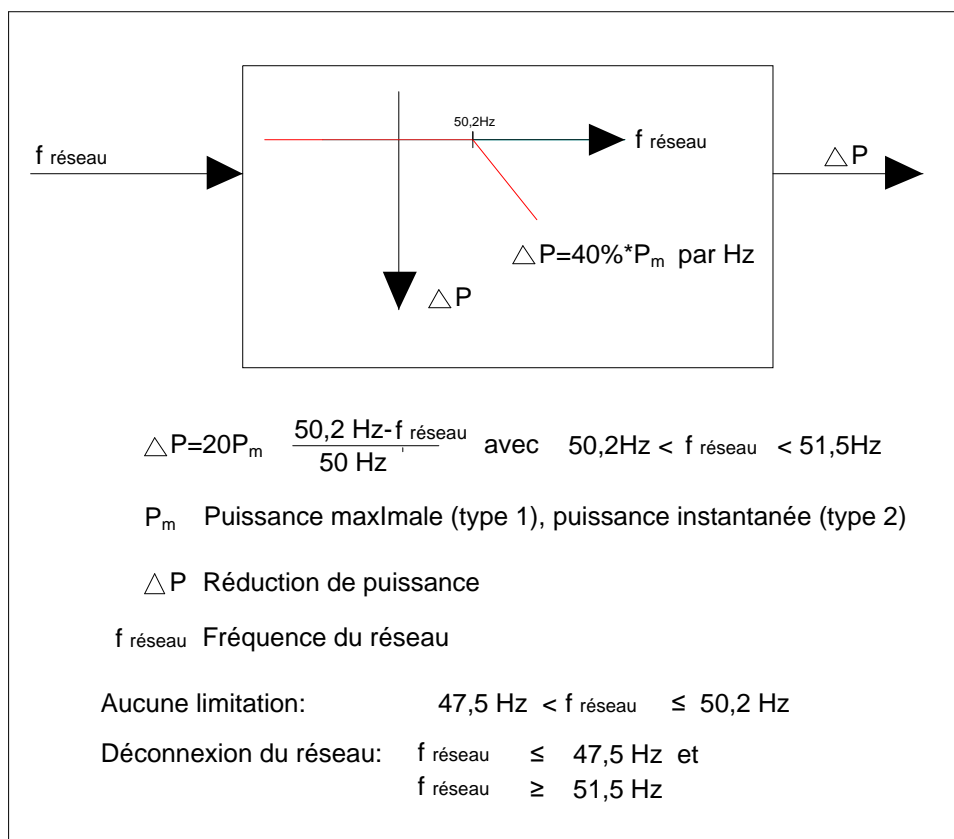 50,2Hz
f réseau
f réseau
△P
△P=40%*Pm par Hz
△P
△P=20Pm 50,2 Hz-f réseau / 50 Hz avec 50,2Hz < f réseau < 51,5Hz
Pm Puissance maxImale (type 1), puissance instantanée (type 2)
△P Réduction de puissance
f réseau Fréquence du réseau
Aucune limitation: 47,5 Hz < f réseau ≤ 50,2 Hz
Déconnexion du réseau: f réseau ≤ 47,5 Hz et
f réseau ≥ 51,5 Hz